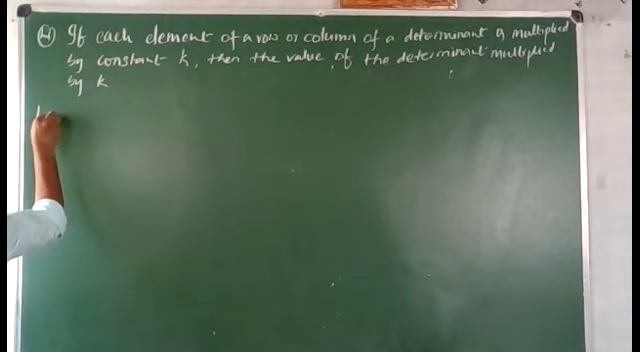 (4) If each element of a row or column of a determinant is multiplied
by constant k, then the value of the determinant multiplied
by k